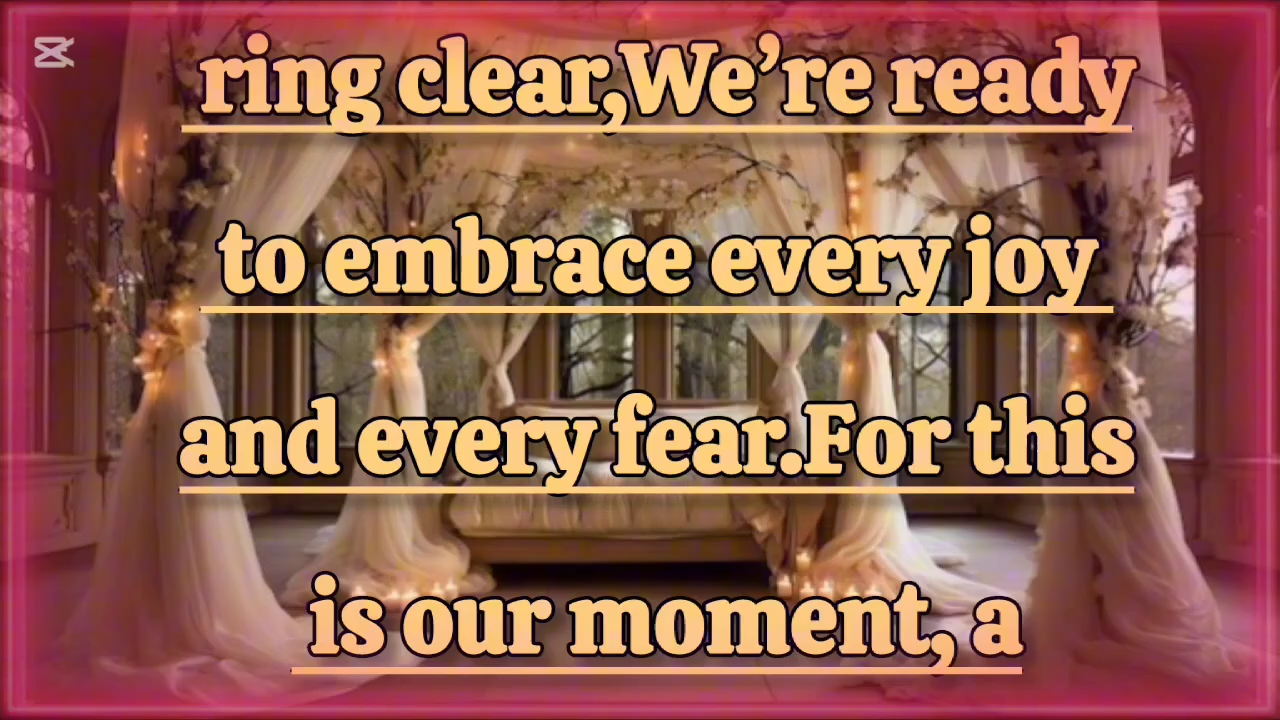 ring clear,We’re ready
to embrace every joy
and every fear.For this
is our moment, a